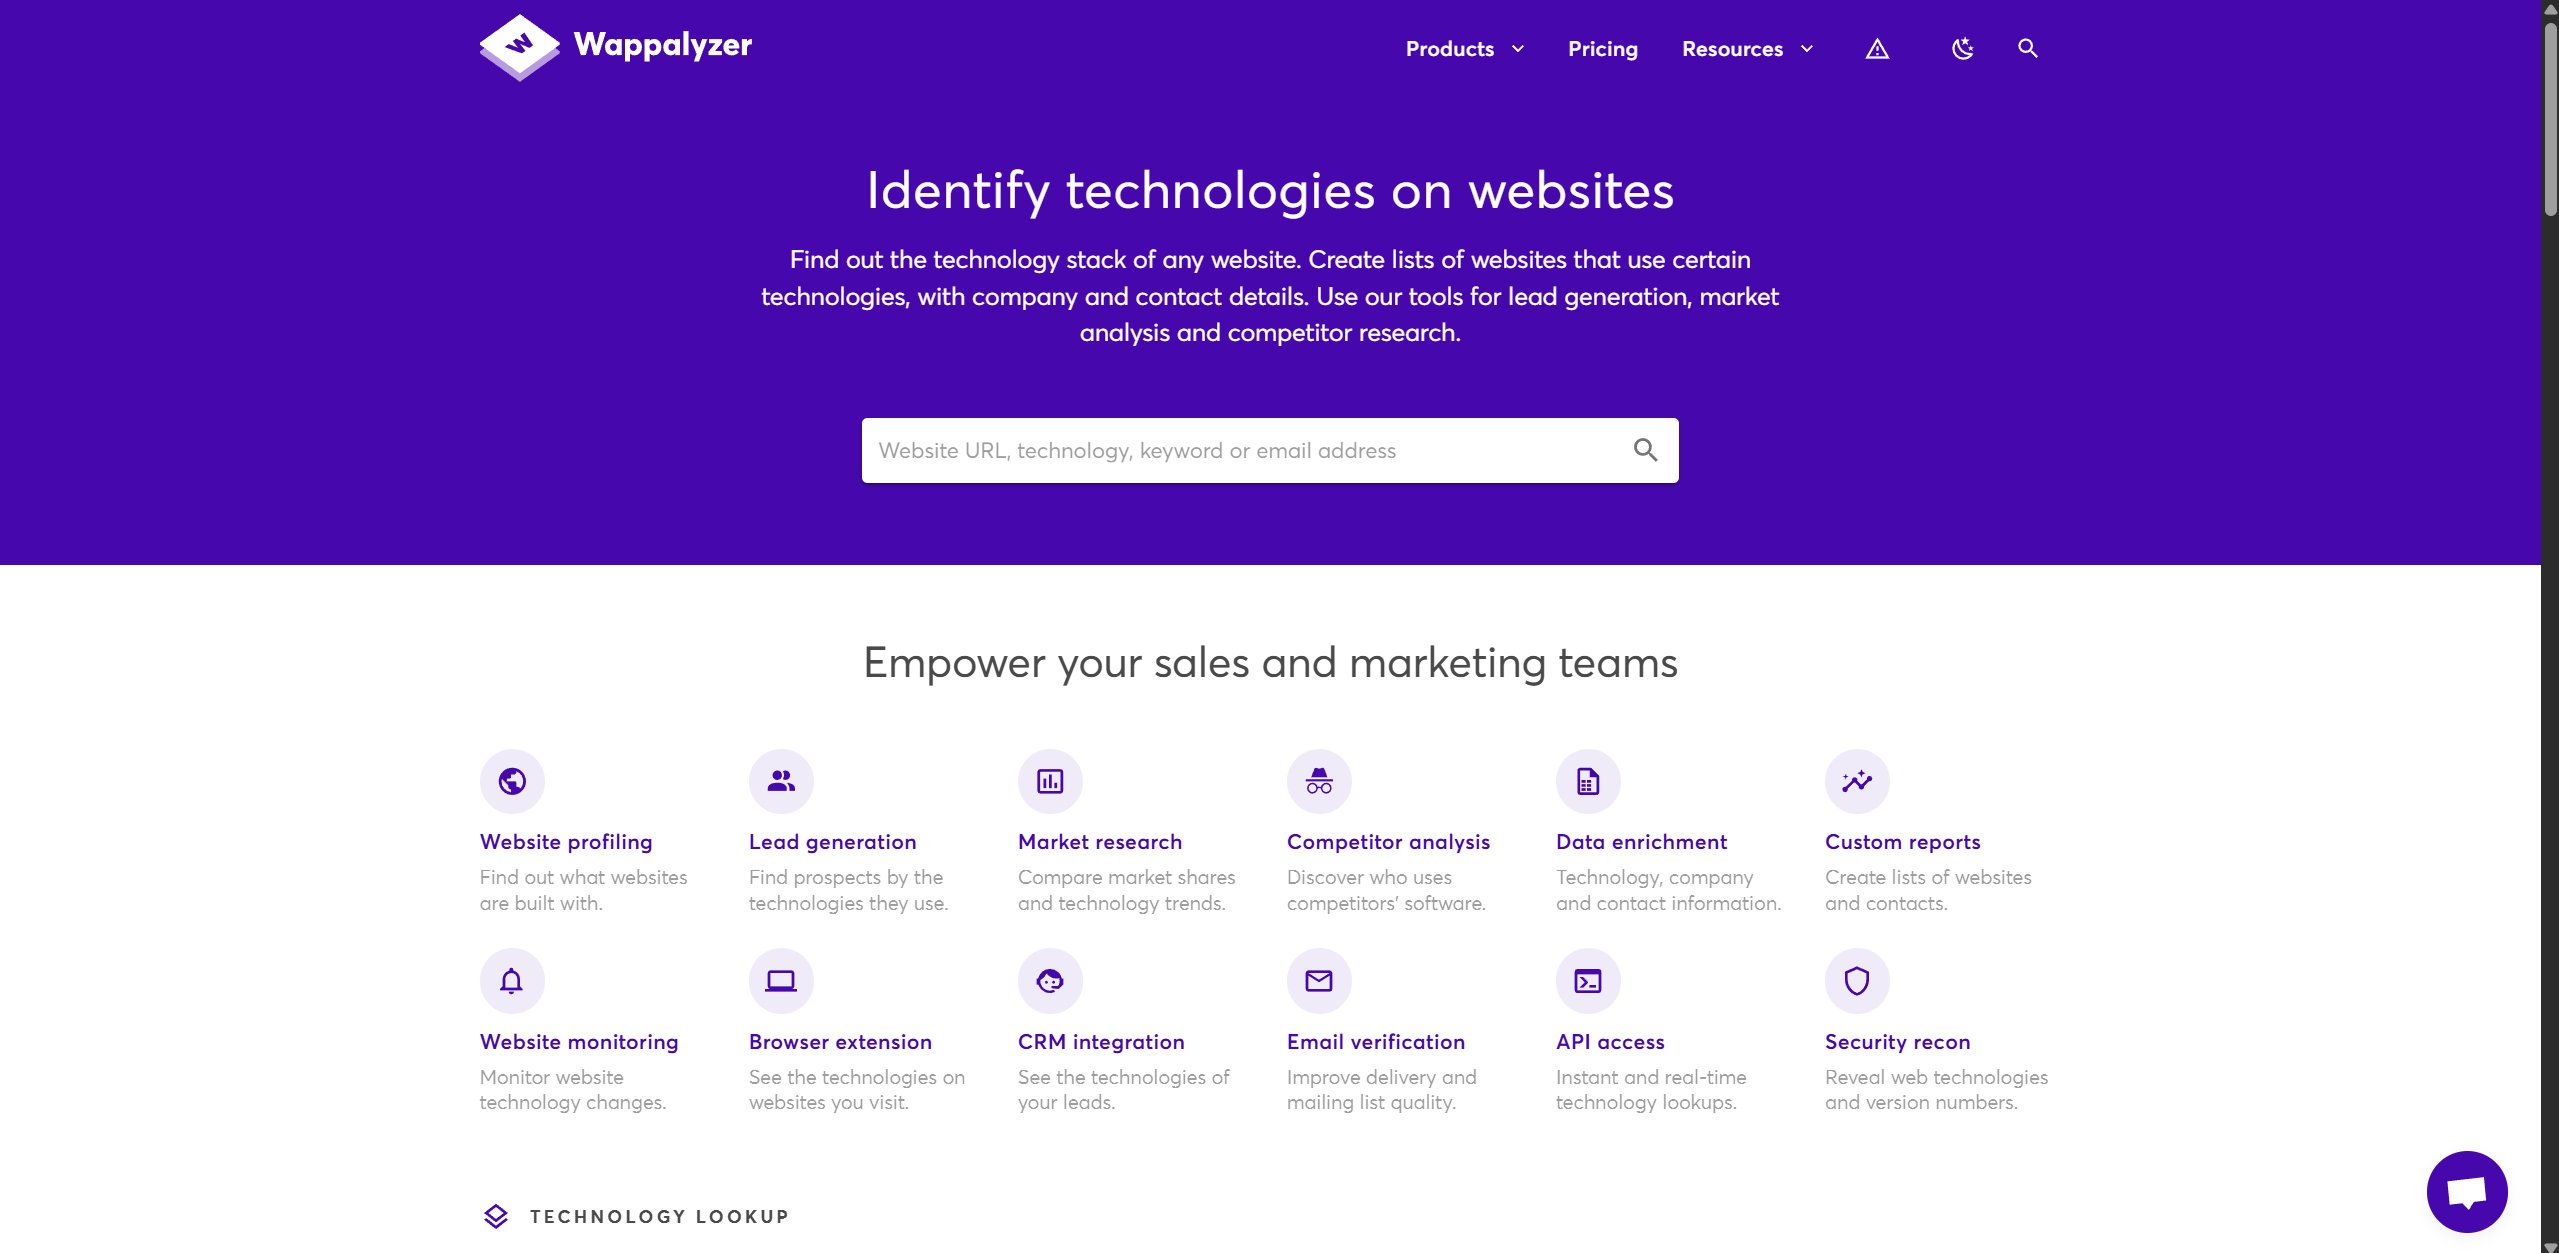 Wappalyzer
Products
Pricing
Resources
Identify technologies on websites
Find out the technology stack of any website. Create lists of websites that use certain
technologies, with company and contact details. Use our tools for lead generation, market
analysis and competitor research.
Website URL, technology, keyword or email address
Empower your sales and marketing teams
Website profiling
Find out what websites
are built with.
Lead generation
Find prospects by the
technologies they use.
Market research
Compare market shares
and technology trends.
Competitor analysis
Discover who uses
competitors' software.
Data enrichment
Technology, company
and contact information.
Custom reports
Create lists of websites
and contacts.
Website monitoring
Monitor website
technology changes.
Browser extension
See the technologies on
websites you visit.
CRM integration
See the technologies of
your leads.
Email verification
Improve delivery and
mailing list quality.
API access
Instant and real-time
technology lookups.
Security recon
Reveal web technologies
and version numbers.
TECHNOLOGY LOOKUP